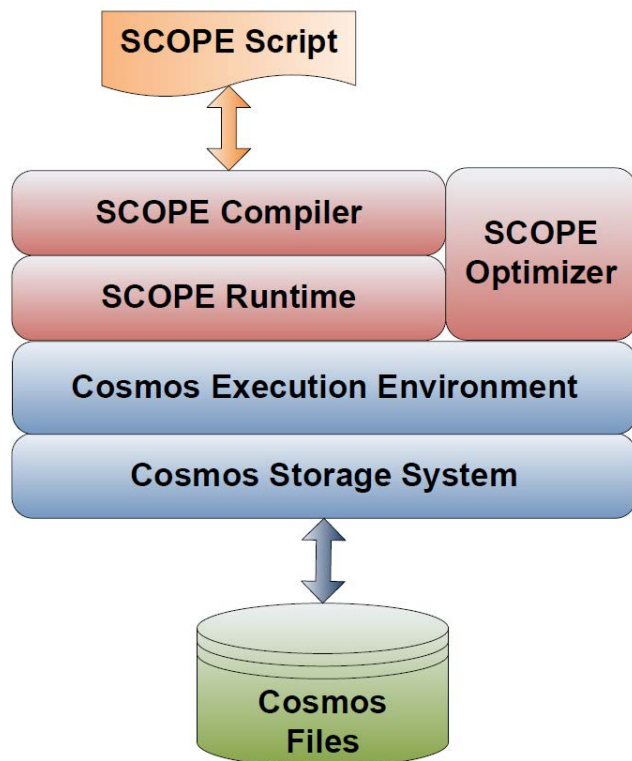 SCOPE Script
SCOPE Compiler
SCOPE
Optimizer
SCOPE Runtime
Cosmos Execution Environment
Cosmos Storage System
Cosmos
Files